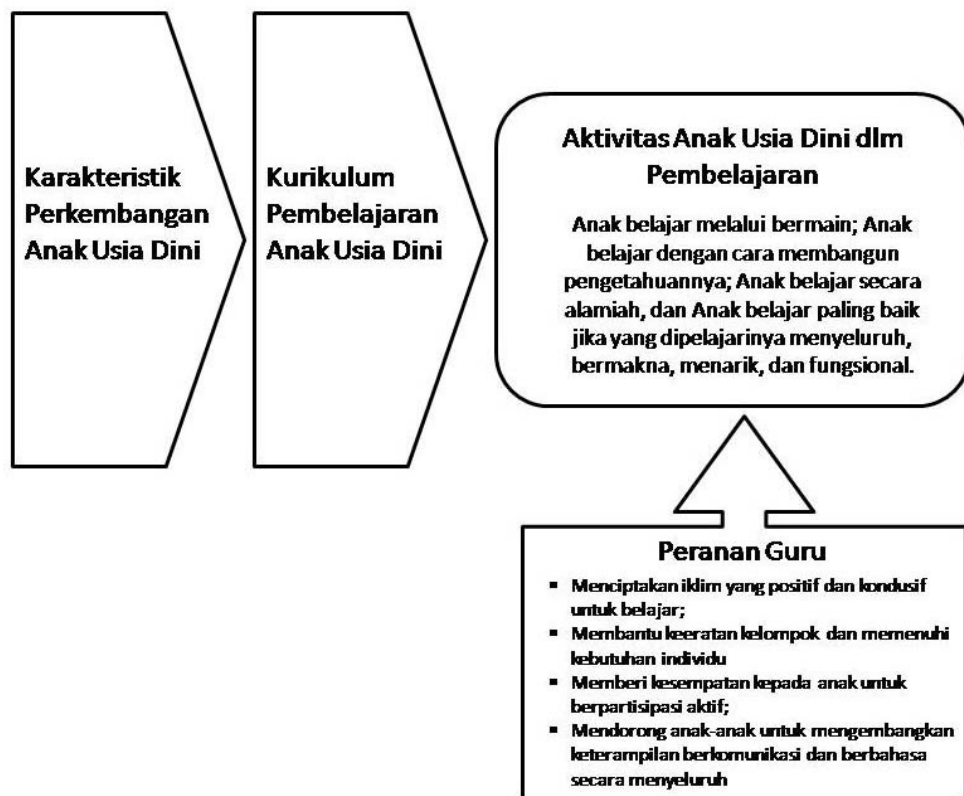 Karakteristik
Perkembangan
Anak Usia Dini
Kurikulum
Pembelajaran
Anak Usia Dini
Aktivitas Anak Usia Dini dlm
Pembelajaran
Anak belajar melalui bermain; Anak
belajar dengan cara membangun
pengetahuannya; Anak belajar secara
alamiah, dan Anak belajar paling baik
jika yang dipelajarinya menyeluruh,
bermakna, menarik, dan fungsional.
Peranan Guru
▪ Menciptakan iklim yang positif dan kondusif
untuk belajar;
▪ Membantu keeratan kelompok dan memenuhi
kebutuhan individu
▪ Memberi kesempatan kepada anak untuk
berpartisipasi aktif;
▪ Mendorong anak-anak untuk mengembangkan
keterampilan berkomunikasi dan berbahasa
secara menyeluruh